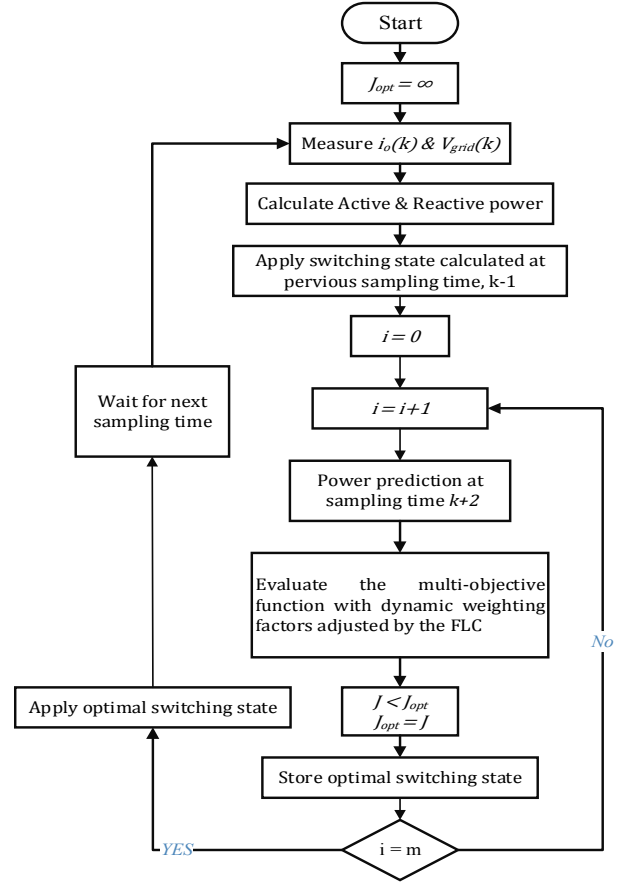 Start
J_opt = ∞
Measure i_o(k) & V_grid(k)
Calculate Active & Reactive power
Apply switching state calculated at
pervious sampling time, k-1
i = 0
i = i+1
Wait for next
sampling time
Power prediction at
sampling time k+2
Evaluate the multi-objective
function with dynamic weighting
factors adjusted by the FLC
No
J < J_opt
J_opt = J
Apply optimal switching state
Store optimal switching state
YES
i = m